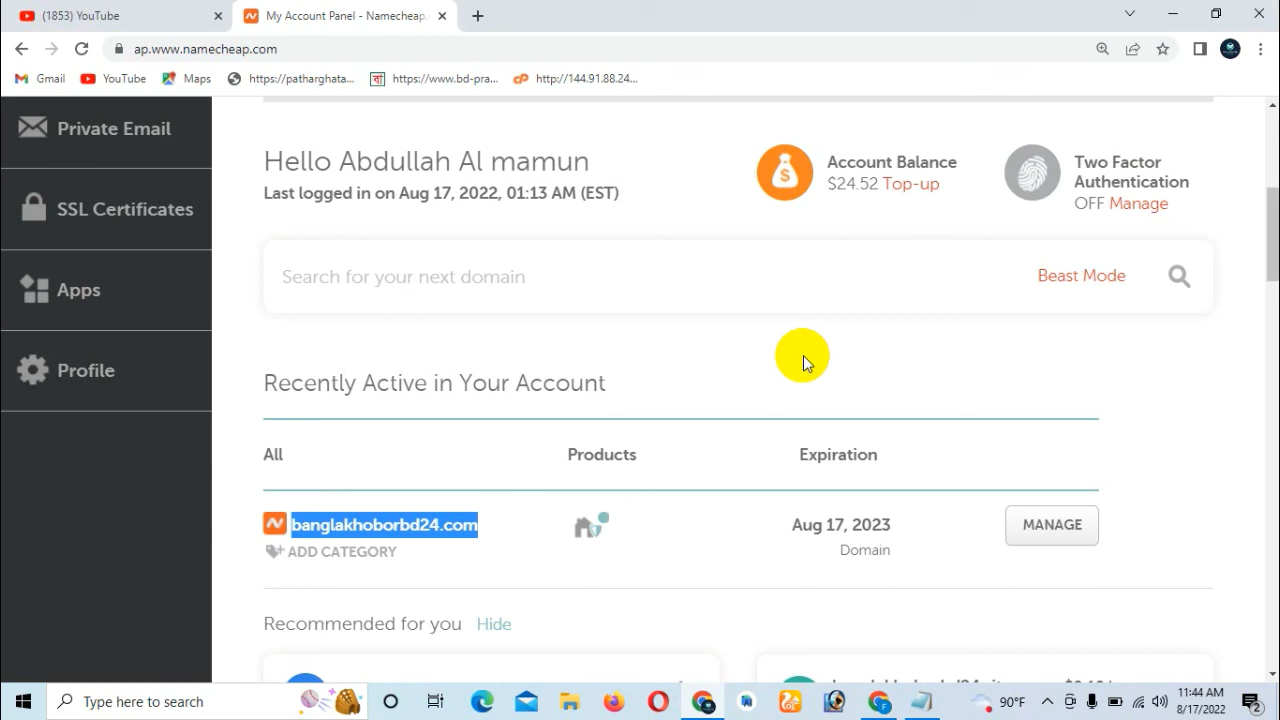 (1853) YouTube
My Account Panel - Namecheap
ap.www.namecheap.com
Gmail
YouTube
Maps
https://patharghata...
https://www.bd-pra...
http://144.91.88.24...
Private Email
SSL Certificates
Apps
Profile
Hello Abdullah Al mamun
Last logged in on Aug 17, 2022, 01:13 AM (EST)
Account Balance
$24.52 Top-up
Two Factor
Authentication
OFF Manage
Search for your next domain
Beast Mode
Recently Active in Your Account
All
Products
Expiration
banglakhoborbd24.com
ADD CATEGORY
Aug 17, 2023
Domain
MANAGE
Recommended for you Hide
Type here to search
90°F
11:44 AM
8/17/2022
2